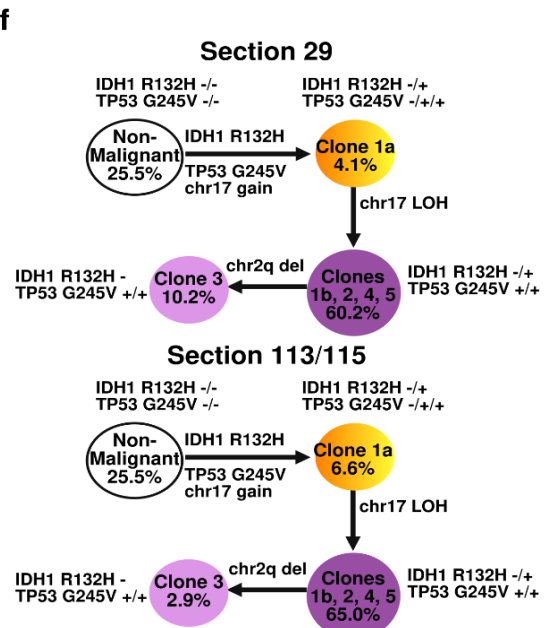 f
Section 29
IDH1 R132H -/-
TP53 G245V -/-
IDH1 R132H -/+
TP53 G245V -/+/+
Non-
Malignant
25.5%
IDH1 R132H
TP53 G245V
chr17 gain
Clone 1a
4.1%
chr17 LOH
IDH1 R132H -
TP53 G245V +/+
Clone 3
10.2%
chr2q del
Clones
1b, 2, 4, 5
60.2%
IDH1 R132H -/+
TP53 G245V +/+
Section 113/115
IDH1 R132H -/-
TP53 G245V -/-
IDH1 R132H -/+
TP53 G245V -/+/+
Non-
Malignant
25.5%
IDH1 R132H
TP53 G245V
chr17 gain
Clone 1a
6.6%
chr17 LOH
IDH1 R132H -
TP53 G245V +/+
Clone 3
2.9%
chr2q del
Clones
1b, 2, 4, 5
65.0%
IDH1 R132H -/+
TP53 G245V +/+